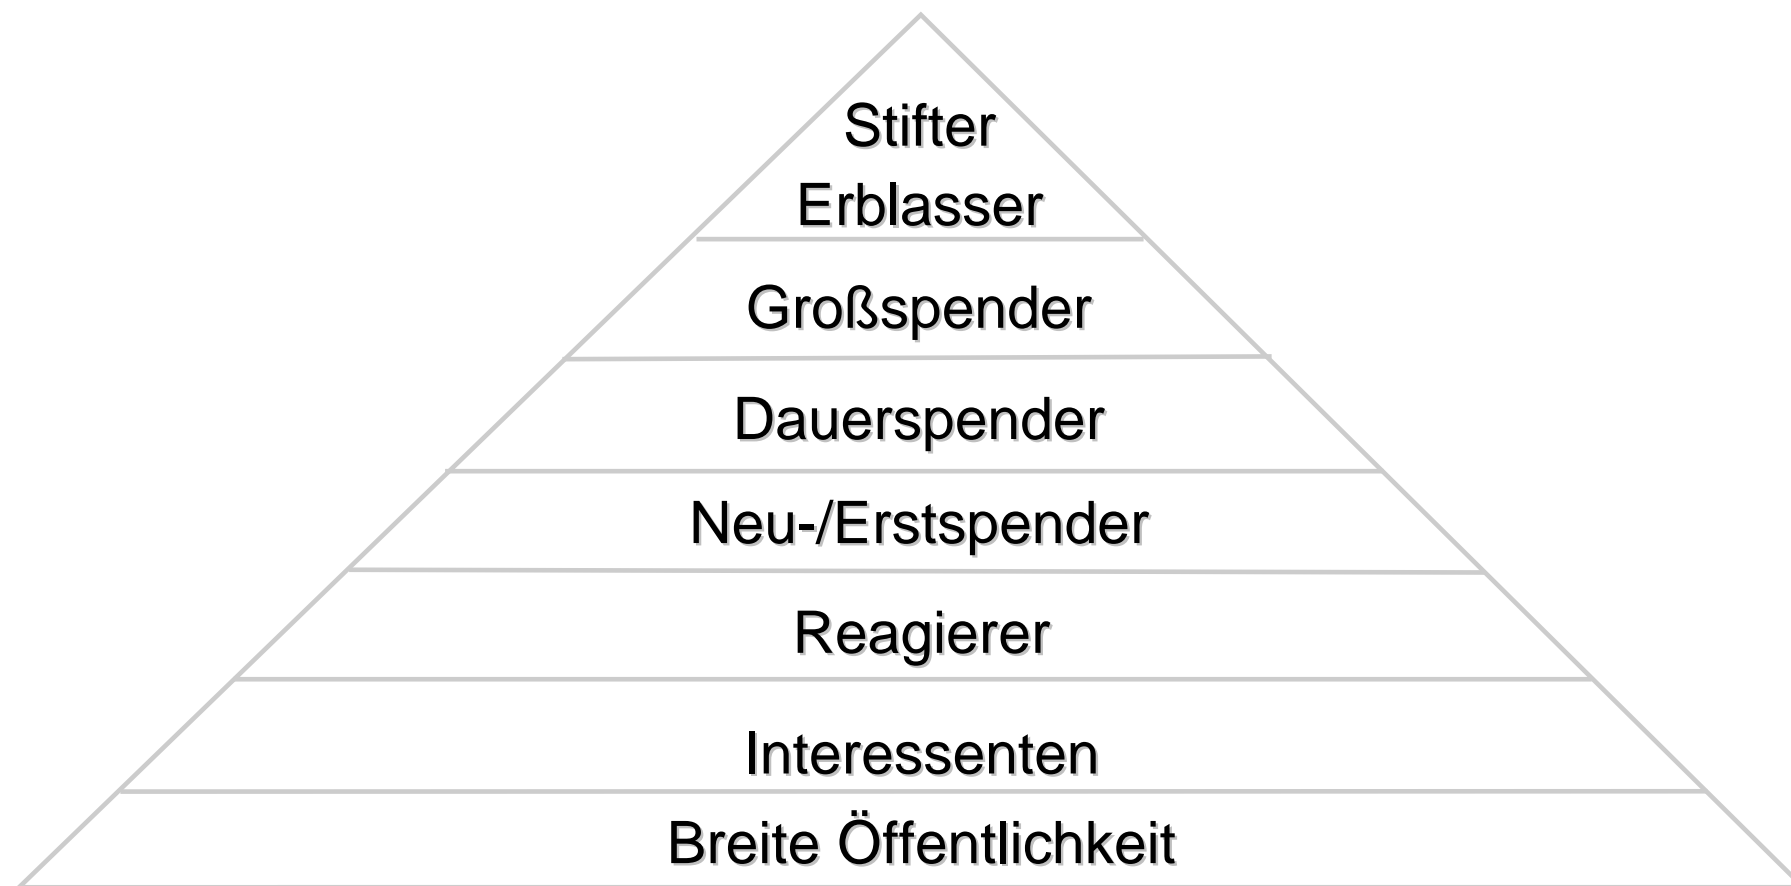 Stifter
Erblasser
Großspender
Dauerspender
Neu-/Erstspender
Reagierer
Interessenten
Breite Öffentlichkeit